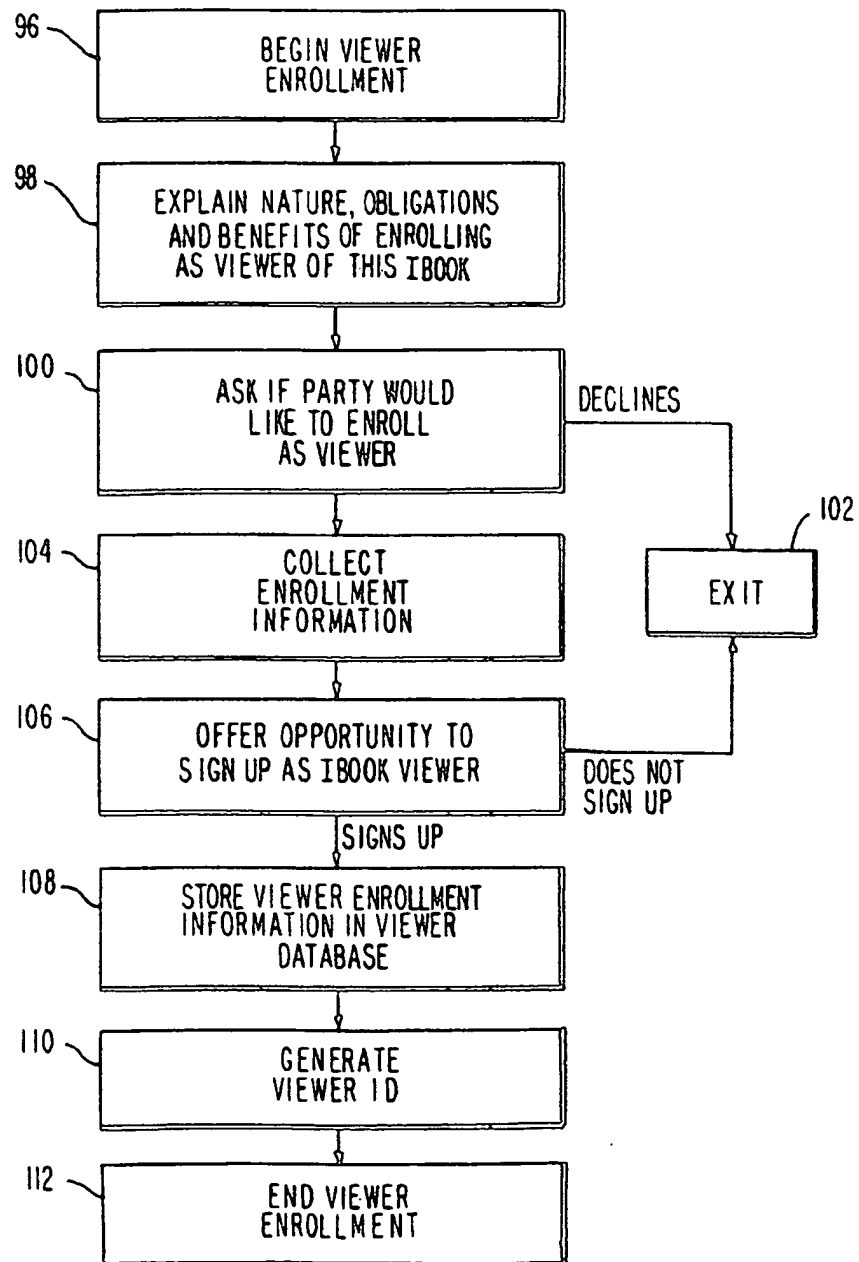 96
BEGIN VIEWER
ENROLLMENT
98
EXPLAIN NATURE, OBLIGATIONS
AND BENEFITS OF ENROLLING
AS VIEWER OF THIS IBOOK
100
ASK IF PARTY WOULD
LIKE TO ENROLL
AS VIEWER
DECLINES
102
EXIT
104
COLLECT
ENROLLMENT
INFORMATION
106
OFFER OPPORTUNITY TO
SIGN UP AS IBOOK VIEWER
DOES NOT
SIGN UP
SIGNS UP
108
STORE VIEWER ENROLLMENT
INFORMATION IN VIEWER
DATABASE
110
GENERATE
VIEWER ID
112
END VIEWER
ENROLLMENT